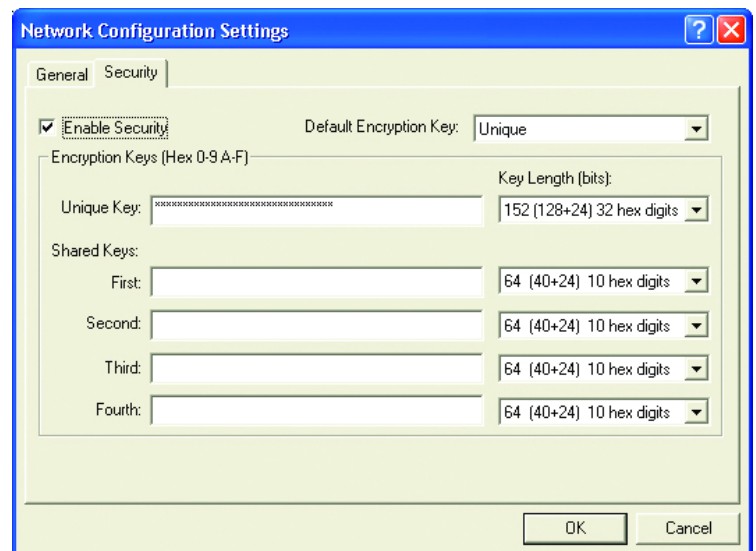 Network Configuration Settings
General Security
Enable Security Default Encryption Key: Unique
Encryption Keys (Hex 0-9 A-F)
Key Length (bits):
Unique Key: ******************************** 152 (128+24) 32 hex digits
Shared Keys:
First: 64 (40+24) 10 hex digits
Second: 64 (40+24) 10 hex digits
Third: 64 (40+24) 10 hex digits
Fourth: 64 (40+24) 10 hex digits
OK Cancel